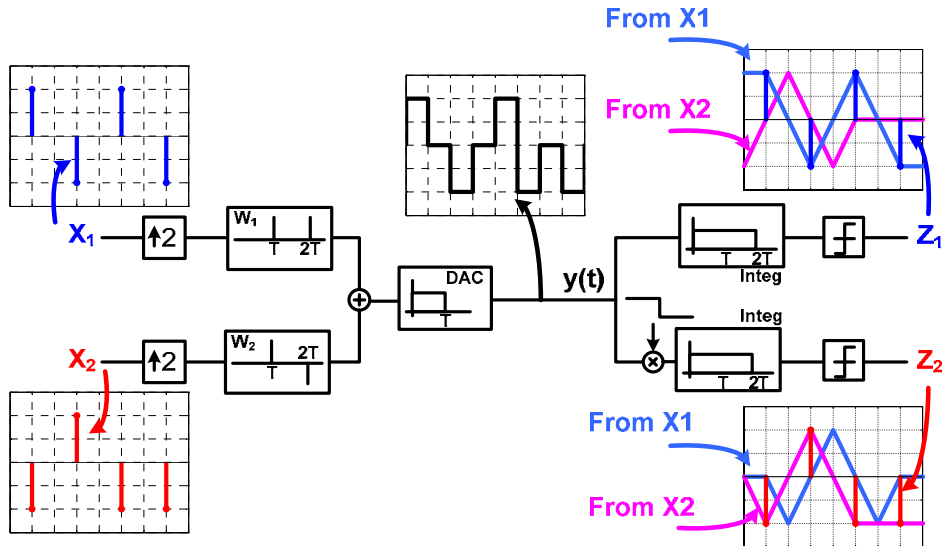 From X1
From X2
X1
↑2
W1
T 2T
DAC
T
y(t)
T 2T
Integ
Z1
X2
↑2
W2
2T
T
Integ
T 2T
Z2
From X1
From X2